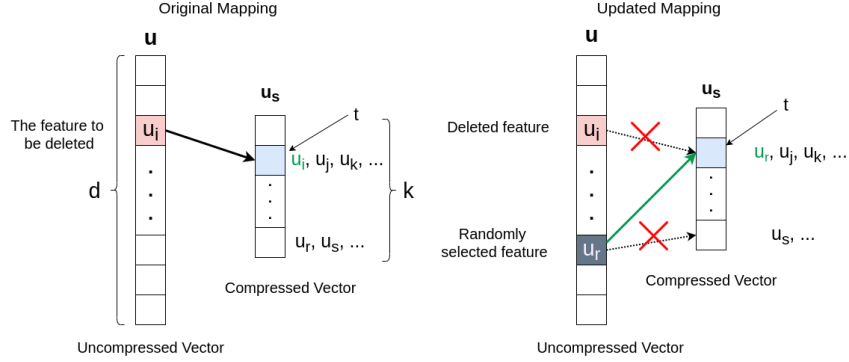 Original Mapping
u
u_s
The feature to
be deleted
u_i
t
u_i, u_j, u_k, ...
d
k
u_r, u_s, ...
Compressed Vector
Uncompressed Vector
Updated Mapping
u
u_s
Deleted feature
u_i
t
u_r, u_j, u_k, ...
Randomly
selected feature
u_r
u_s, ...
Compressed Vector
Uncompressed Vector